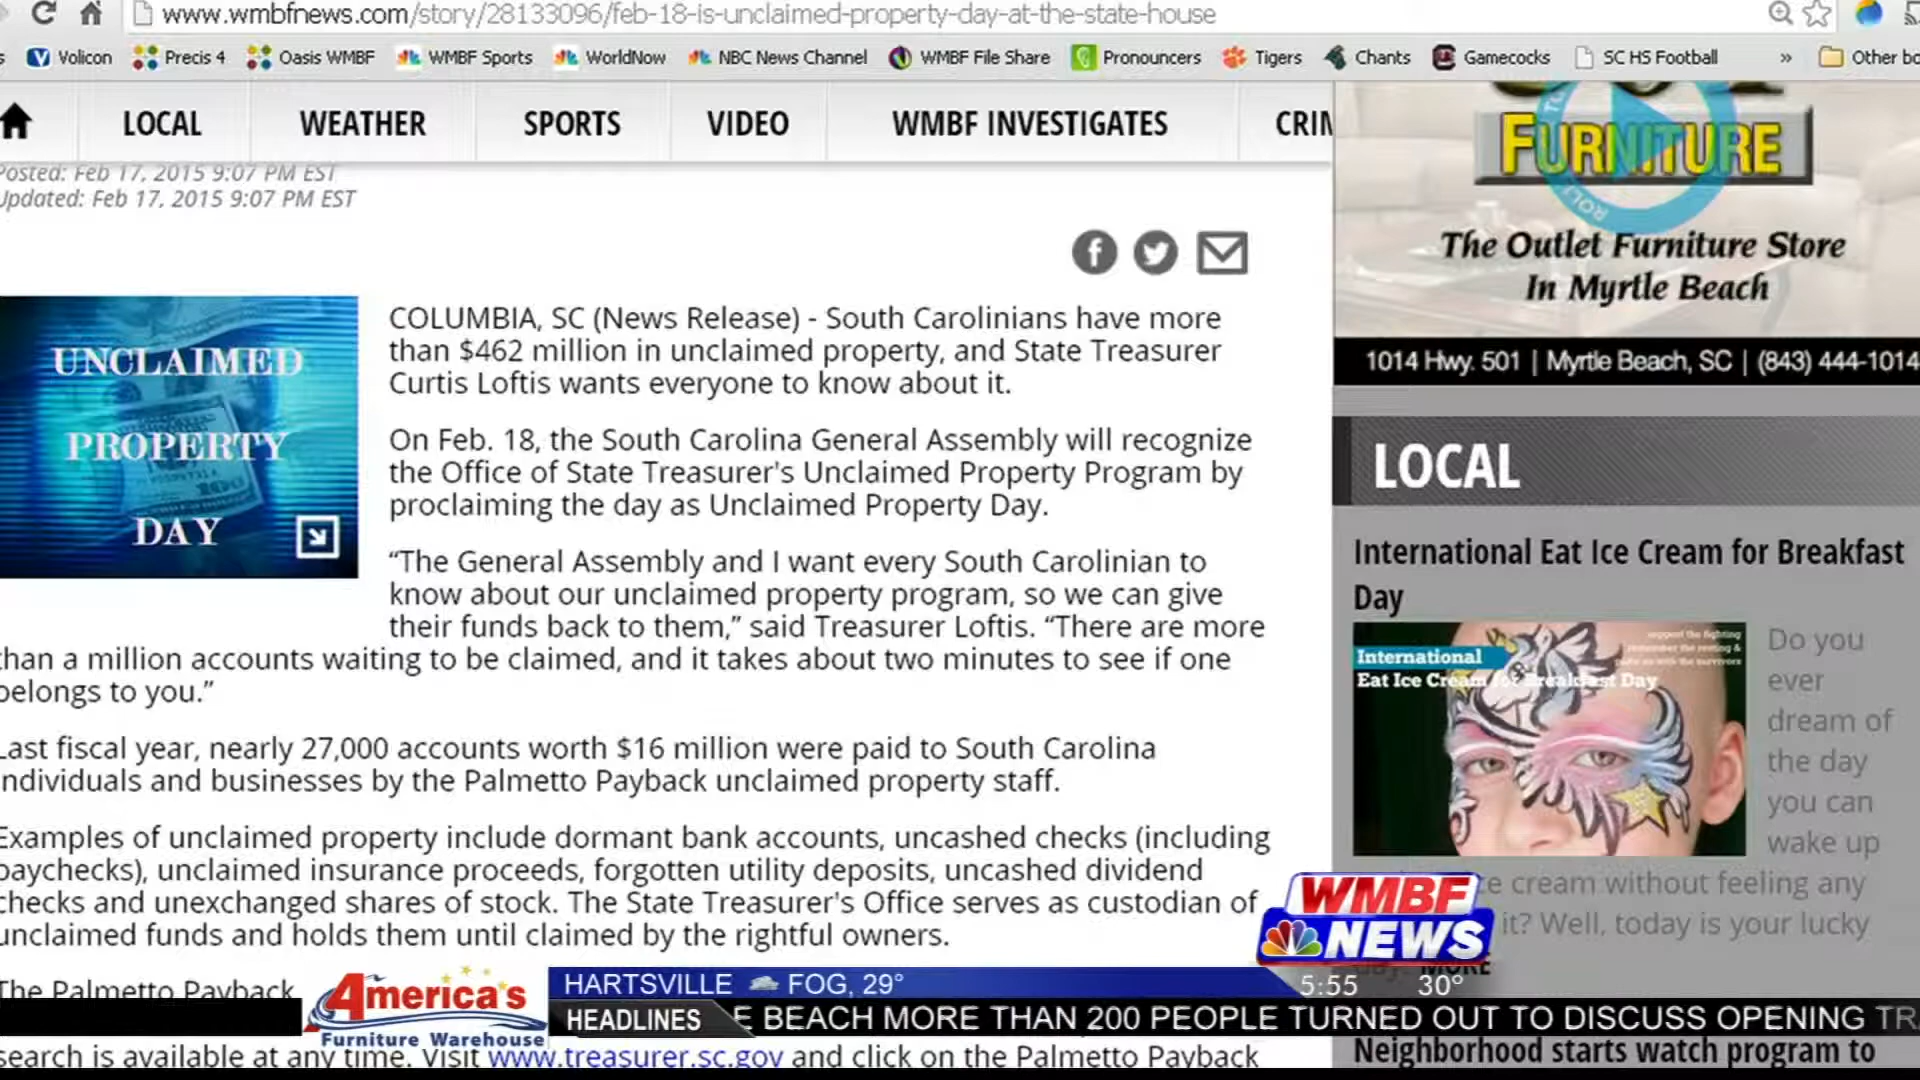 www.wmbfnews.com/story/28133096/feb-18-is-unclaimed-property-day-at-the-state-house
Volicon Precis 4 Oasis WMBF WMBF Sports WorldNow NBC News Channel WMBF File Share Pronouncers Tigers Chants Gamecocks SC HS Football » Other bo
LOCAL WEATHER SPORTS VIDEO WMBF INVESTIGATES CRIM
Posted: Feb 17, 2015 9:07 PM EST
Updated: Feb 17, 2015 9:07 PM EST
UNCLAIMED
PROPERTY
DAY
COLUMBIA, SC (News Release) - South Carolinians have more
than $462 million in unclaimed property, and State Treasurer
Curtis Loftis wants everyone to know about it.
On Feb. 18, the South Carolina General Assembly will recognize
the Office of State Treasurer's Unclaimed Property Program by
proclaiming the day as Unclaimed Property Day.
“The General Assembly and I want every South Carolinian to
know about our unclaimed property program, so we can give
their funds back to them,” said Treasurer Loftis. “There are more
than a million accounts waiting to be claimed, and it takes about two minutes to see if one
belongs to you.”
Last fiscal year, nearly 27,000 accounts worth $16 million were paid to South Carolina
individuals and businesses by the Palmetto Payback unclaimed property staff.
Examples of unclaimed property include dormant bank accounts, uncashed checks (including
paychecks), unclaimed insurance proceeds, forgotten utility deposits, uncashed dividend
checks and unexchanged shares of stock. The State Treasurer's Office serves as custodian of
unclaimed funds and holds them until claimed by the rightful owners.
The Palmetto Payback
search is available at any time. Visit www.treasurer.sc.gov and click on the Palmetto Payback
FURNITURE
The Outlet Furniture Store
In Myrtle Beach
1014 Hwy. 501 | Myrtle Beach, SC | (843) 444-1014
LOCAL
International Eat Ice Cream for Breakfast
Day
International
Eat Ice Cream for Breakfast Day
support the fighting
remember the resting &
Do you
ever
dream of
the day
you can
wake up
cream without feeling any
it? Well, today is your lucky
MORE
Neighborhood starts watch program to
WMBF
NEWS
America's
Furniture Warehouse
HARTSVILLE FOG, 29°
5:55 30°
HEADLINES E BEACH MORE THAN 200 PEOPLE TURNED OUT TO DISCUSS OPENING TR